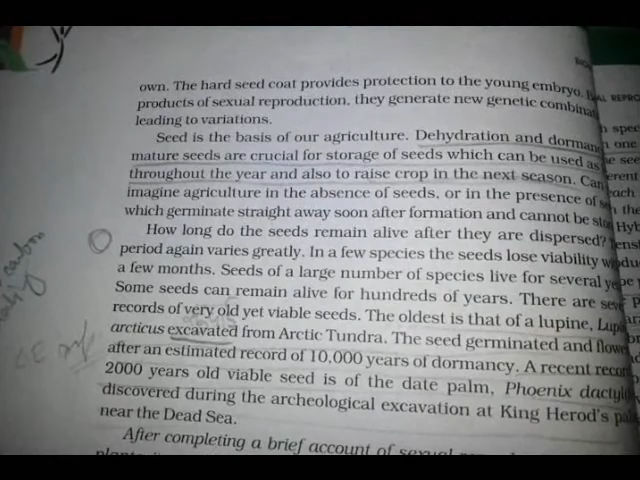 own. The hard seed coat provides protection to the young embryo.
products of sexual reproduction, they generate new genetic
leading to variations.
Seed is the basis of our agriculture. Dehydration and
mature seeds are crucial for storage of seeds which can be used as
throughout the year and also to raise crop in the next season. Can
imagine agriculture in the absence of seeds, or in the presence of
which germinate straight away soon after formation and cannot be
How long do the seeds remain alive after they are dispersed?
period again varies greatly. In a few species the seeds lose viability
a few months. Seeds of a large number of species live for several
Some seeds can remain alive for hundreds of years. There are
records of very old yet viable seeds. The oldest is that of a lupine,
arcticus excavated from Arctic Tundra. The seed germinated and
after an estimated record of 10,000 years of dormancy. A recent
2000 years old viable seed is of the date palm, Phoenix
discovered during the archeological excavation at King Herod's
near the Dead Sea.
After completing a brief account of sexual